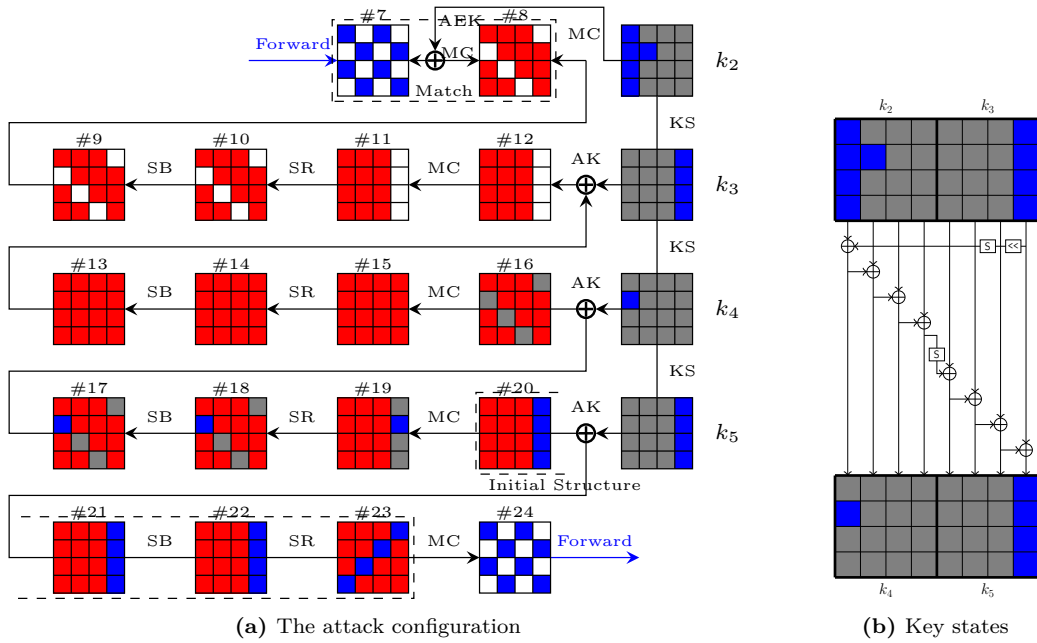 #7 AEK #8
Forward MC MC k2
Match
KS
#9 #10 #11 #12
SB SR MC AK k3
KS
#13 #14 #15 #16
SB SR MC AK k4
KS
#17 #18 #19 #20
SB SR MC AK k5
Initial Structure
#21 #22 #23 #24
SB SR MC Forward
(a) The attack configuration
k2 k3
S <<
S
k4 k5
(b) Key states